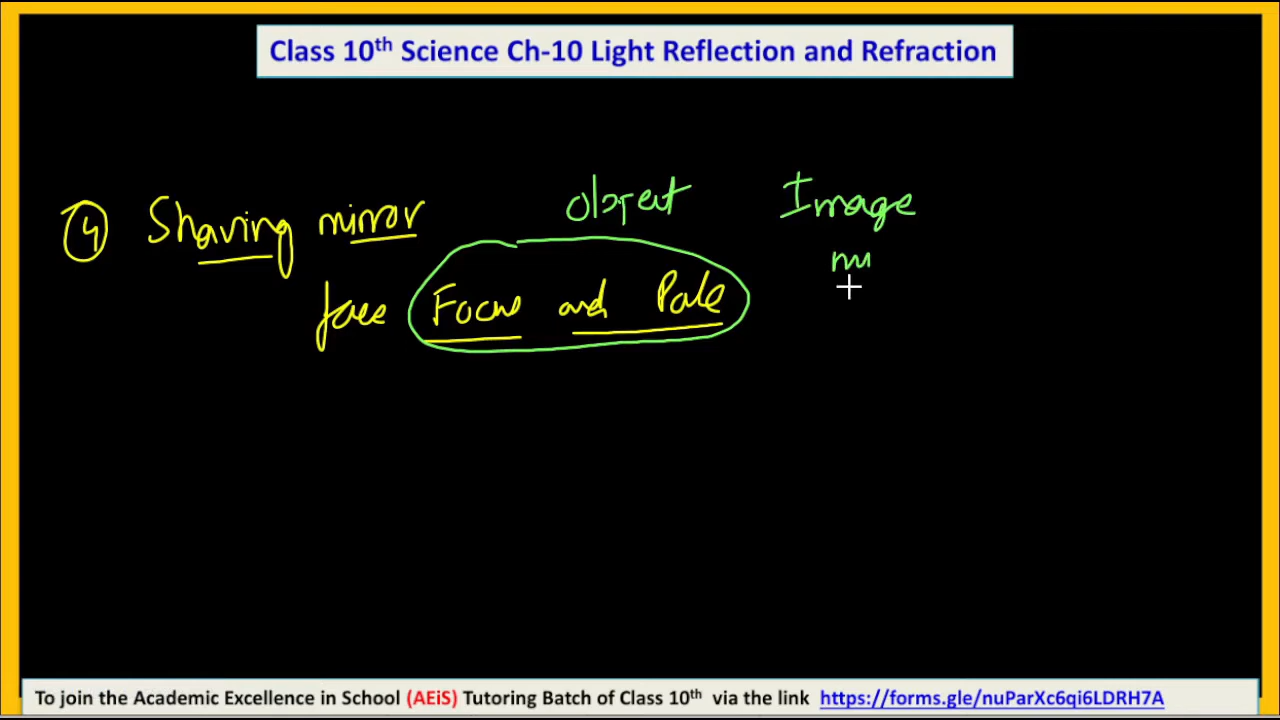 Class 10th Science Ch-10 Light Reflection and Refraction
④ Shaving mirror object Image
face Focus and Pole
To join the Academic Excellence in School (AEiS) Tutoring Batch of Class 10th via the link https://forms.gle/nuParXc6qi6LDRH7A